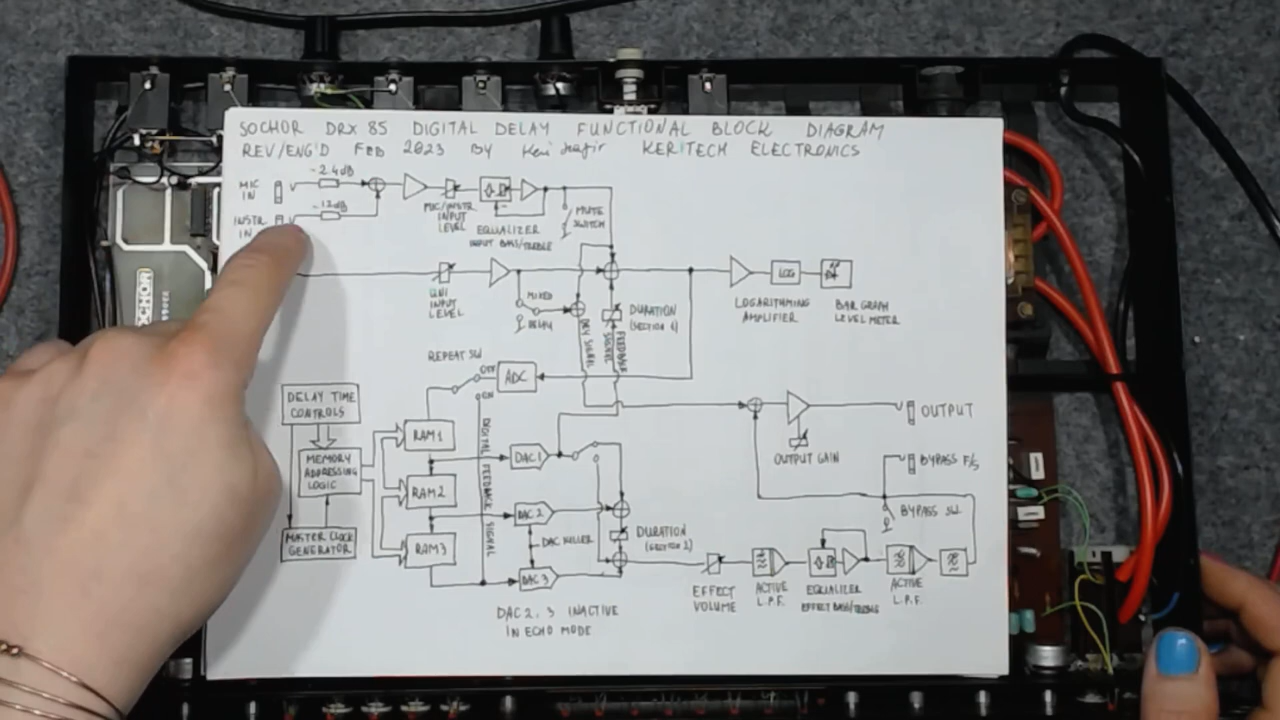 SOCHOR DRX 85 DIGITAL DELAY FUNCTIONAL BLOCK DIAGRAM
REV/ENG'D FEB 2023 BY KERITECH ELECTRONICS
MIC IN
-24dB
INSTR. IN
-12dB
MIC/INSTR INPUT LEVEL
EQUALIZER
INPUT BASS/TREBLE
MUTE SWITCH
UNI INPUT LEVEL
MIXED
DELAY
DRY SIGNAL
FEEDBACK SIGNAL
DURATION
(SECTION 1)
LOG
LOGARITHMING AMPLIFIER
BAR GRAPH LEVEL METER
REPEAT SW
OFF
ON
ADC
DELAY TIME CONTROLS
MEMORY ADDRESSING LOGIC
MASTER CLOCK GENERATOR
RAM1
RAM2
RAM3
DIGITAL FEEDBACK SIGNAL
DAC1
DAC2
DAC KILLER
DAC3
DAC 2, 3 INACTIVE
IN ECHO MODE
DURATION
(SECTION 2)
OUTPUT GAIN
OUTPUT
BYPASS F/S
BYPASS SW
EFFECT VOLUME
ACTIVE L.P.F.
EQUALIZER
EFFECT BASS/TREBLE
ACTIVE L.P.F.
SOCHOR